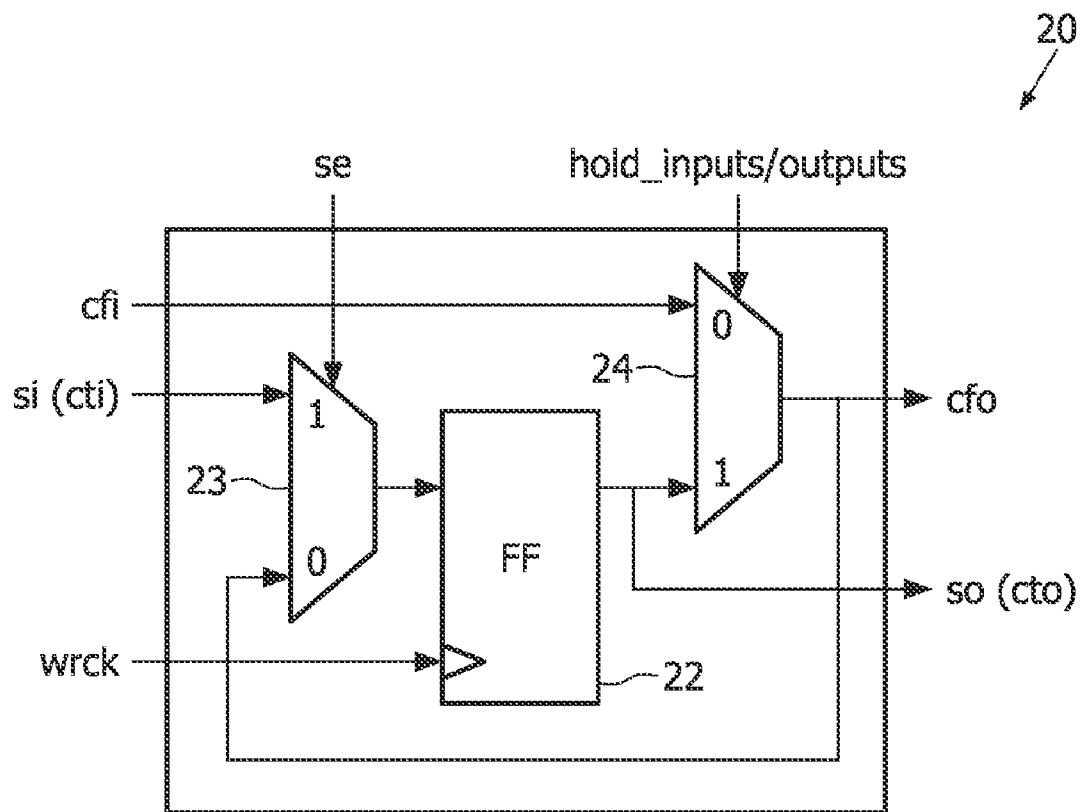 20
se
hold_inputs/outputs
cfi
0
24
si (cti)
1
cfo
23
1
FF
0
so (cto)
wrck
22